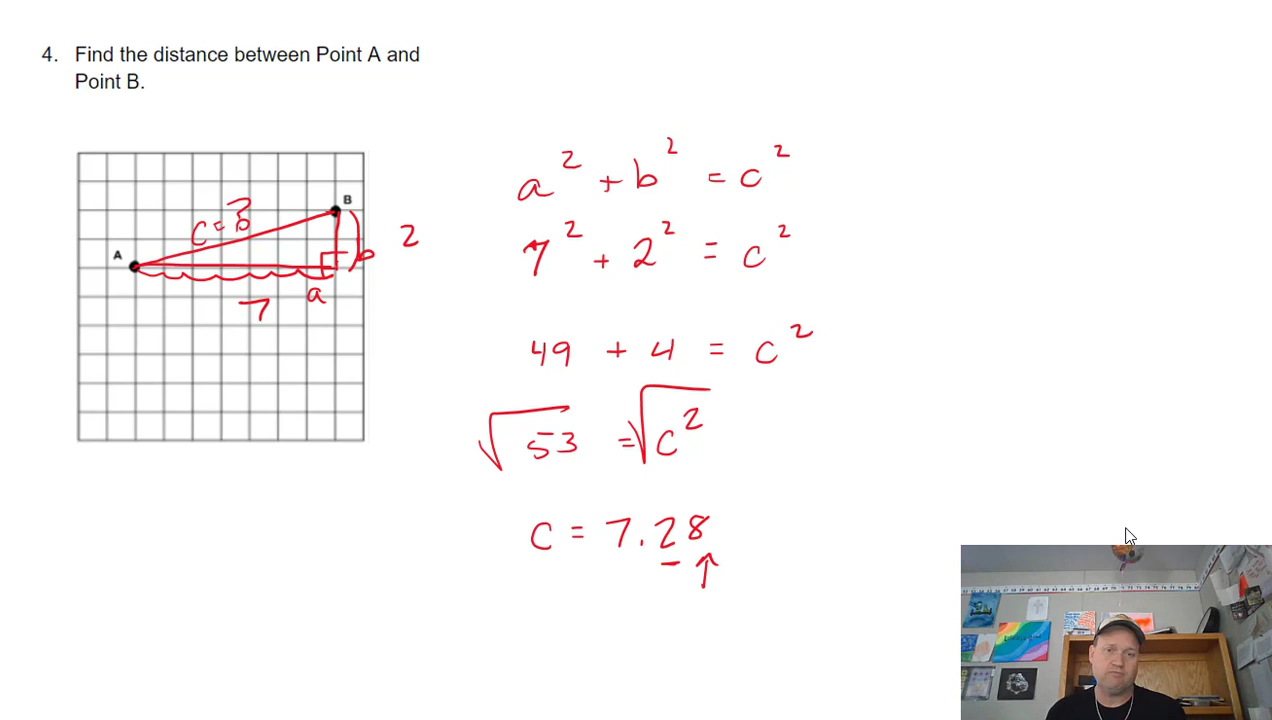 4. Find the distance between Point A and
Point B.
B
A
c = ?
b
2
a
7
a² + b² = c²
7² + 2² = c²
49 + 4 = c²
√53 = √c²
c = 7.28